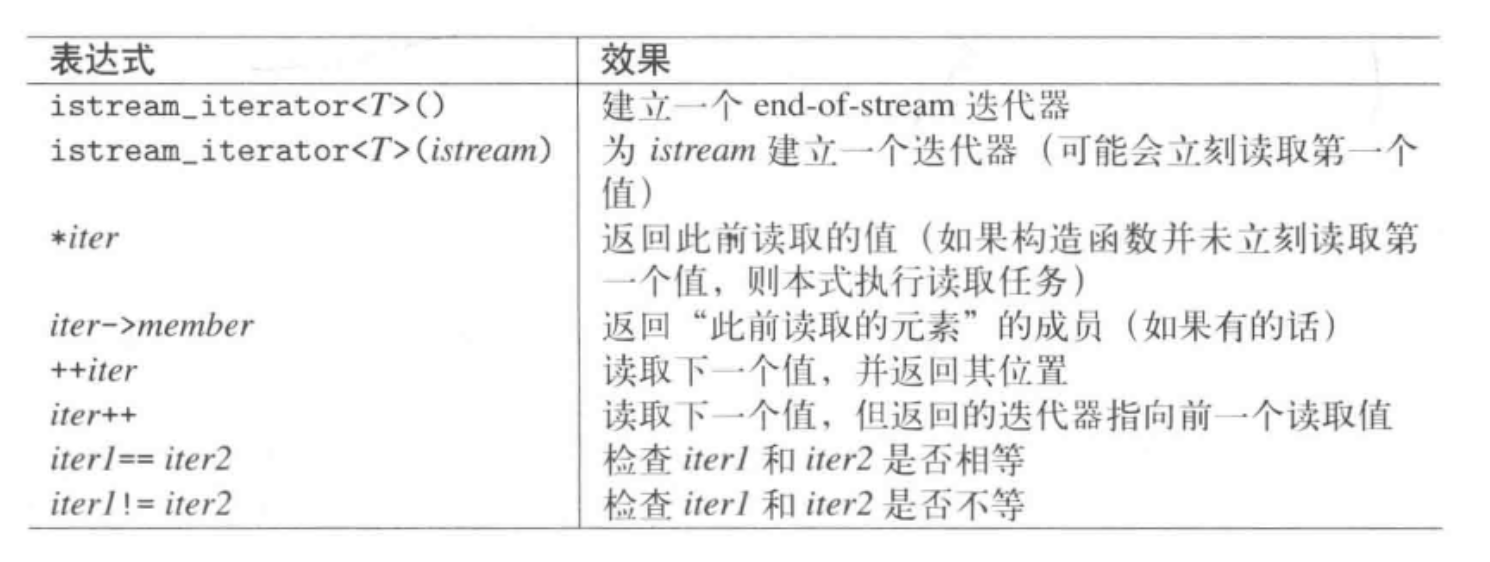 表达式 效果
istream_iterator<T>() 建立一个 end-of-stream 迭代器
istream_iterator<T>(istream) 为 istream 建立一个迭代器（可能会立刻读取第一个
值）
*iter 返回此前读取的值（如果构造函数并未立刻读取第
一个值，则本式执行读取任务）
iter->member 返回“此前读取的元素”的成员（如果有的话）
++iter 读取下一个值，并返回其位置
iter++ 读取下一个值，但返回的迭代器指向前一个读取值
iter1== iter2 检查 iter1 和 iter2 是否相等
iter1!= iter2 检查 iter1 和 iter2 是否不等